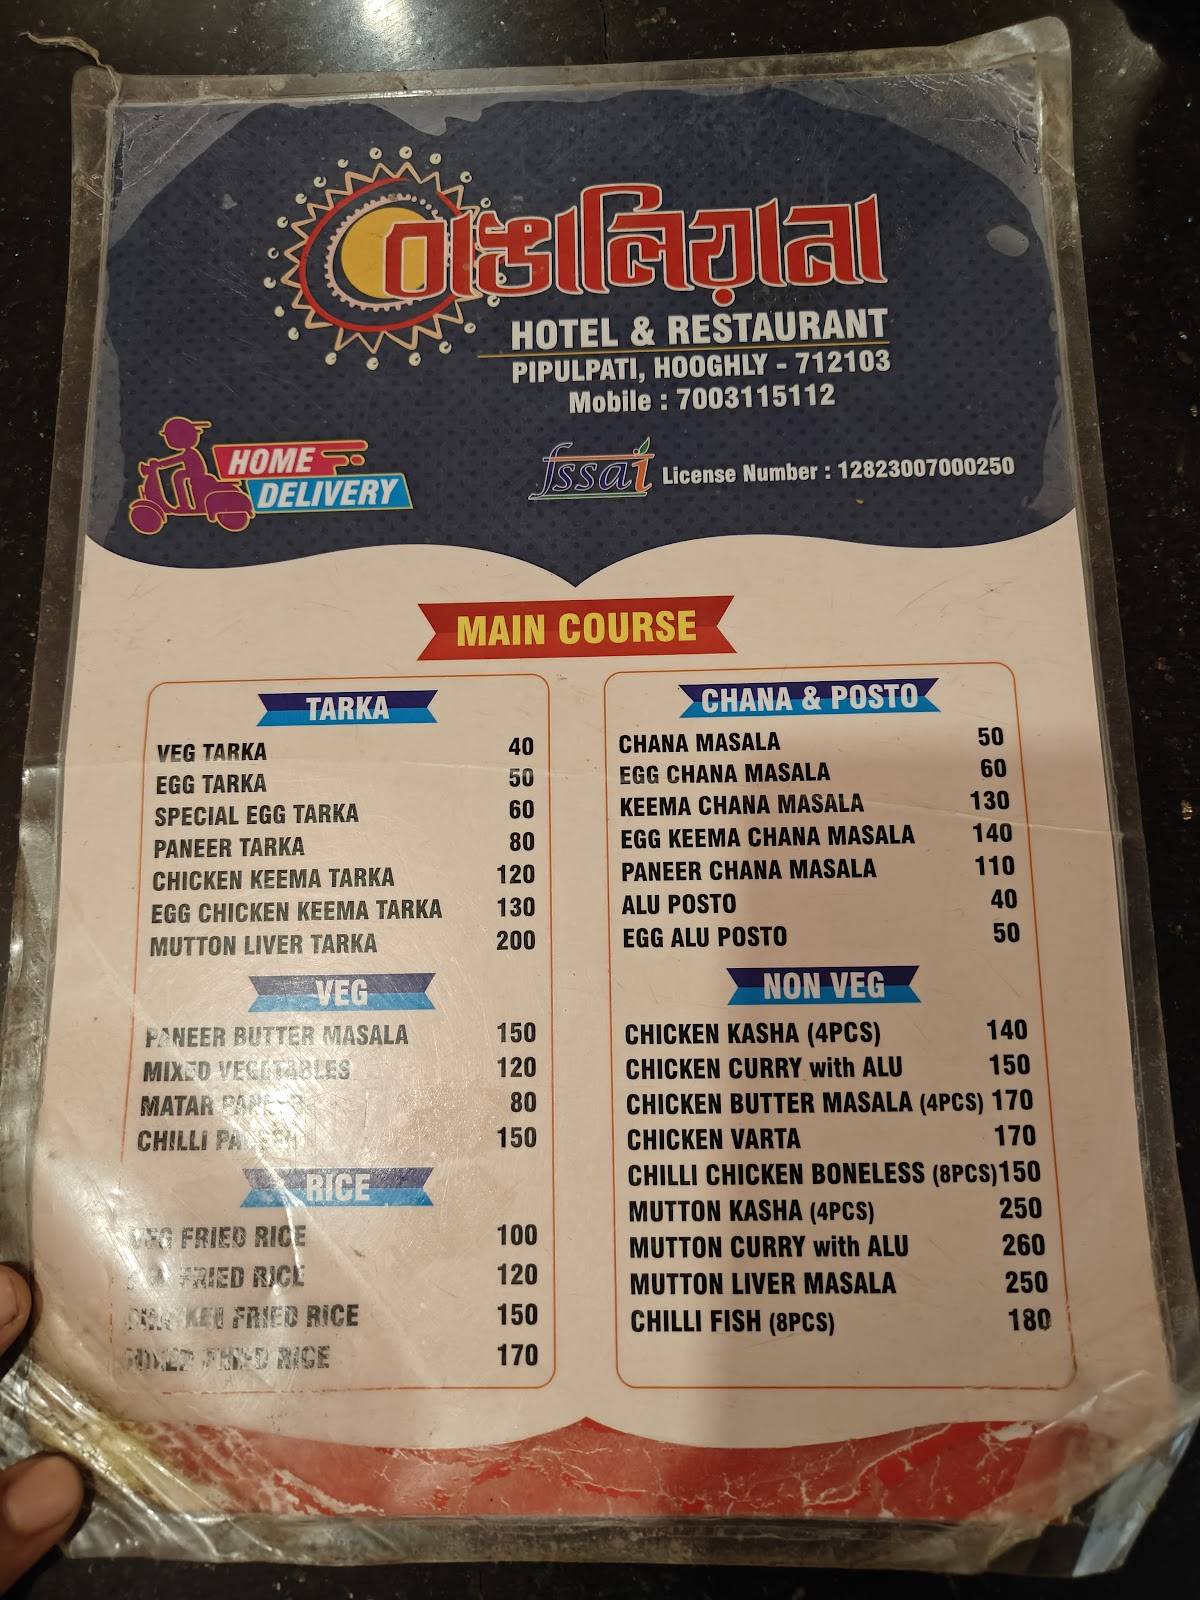 বাঙালিয়ানা
HOTEL & RESTAURANT
PIPULPATI, HOOGHLY - 712103
Mobile : 7003115112
HOME
DELIVERY
fssai License Number : 12823007000250
MAIN COURSE
TARKA
VEG TARKA 40
EGG TARKA 50
SPECIAL EGG TARKA 60
PANEER TARKA 80
CHICKEN KEEMA TARKA 120
EGG CHICKEN KEEMA TARKA 130
MUTTON LIVER TARKA 200
VEG
PANEER BUTTER MASALA 150
MIXED VEGETABLES 120
MATAR PANEER 80
CHILLI PANEER 150
RICE
VEG FRIED RICE 100
FRIED RICE 120
CHICKEN FRIED RICE 150
MIXED FRIED RICE 170
CHANA & POSTO
CHANA MASALA 50
EGG CHANA MASALA 60
KEEMA CHANA MASALA 130
EGG KEEMA CHANA MASALA 140
PANEER CHANA MASALA 110
ALU POSTO 40
EGG ALU POSTO 50
NON VEG
CHICKEN KASHA (4PCS) 140
CHICKEN CURRY with ALU 150
CHICKEN BUTTER MASALA (4PCS) 170
CHICKEN VARTA 170
CHILLI CHICKEN BONELESS (8PCS) 150
MUTTON KASHA (4PCS) 250
MUTTON CURRY with ALU 260
MUTTON LIVER MASALA 250
CHILLI FISH (8PCS) 180